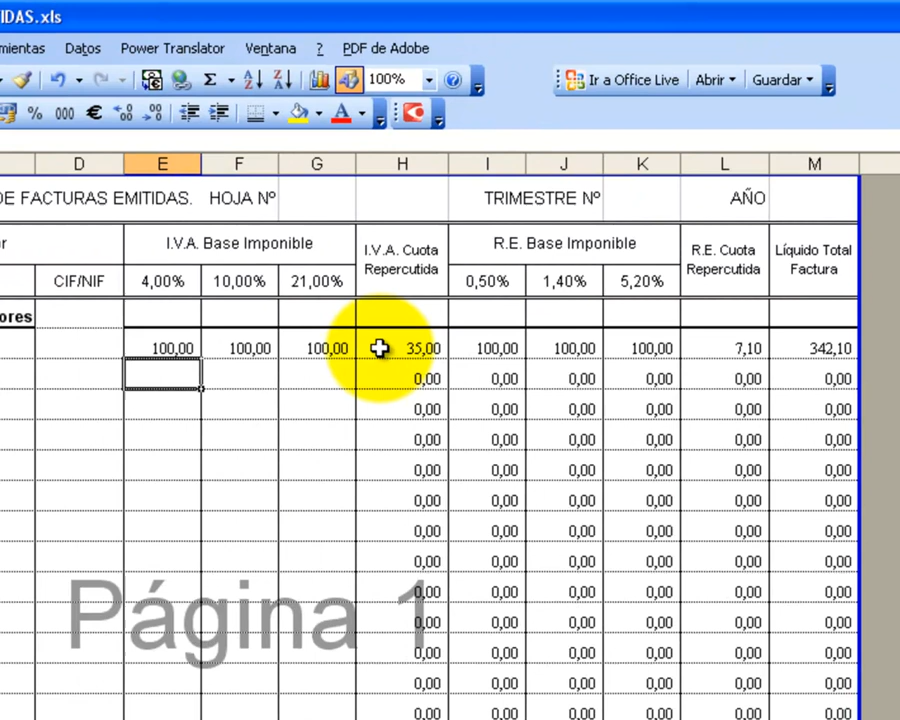 IDAS.xls
mientas Datos Power Translator Ventana ? PDF de Adobe
Σ A Z Z A 100% ? Ir a Office Live Abrir Guardar
% 000 € A
D E F G H I J K L M
DE FACTURAS EMITIDAS. HOJA Nº TRIMESTRE Nº AÑO
r I.V.A. Base Imponible I.V.A. Cuota Repercutida R.E. Base Imponible R.E. Cuota Repercutida Líquido Total Factura
CIF/NIF 4,00% 10,00% 21,00% 0,50% 1,40% 5,20%
ores
100,00 100,00 100,00 35,00 100,00 100,00 100,00 7,10 342,10
0,00 0,00 0,00 0,00 0,00 0,00
0,00 0,00 0,00 0,00 0,00 0,00
0,00 0,00 0,00 0,00 0,00 0,00
0,00 0,00 0,00 0,00 0,00 0,00
0,00 0,00 0,00 0,00 0,00 0,00
0,00 0,00 0,00 0,00 0,00 0,00
0,00 0,00 0,00 0,00 0,00 0,00
0,00 0,00 0,00 0,00 0,00 0,00
Página 1
0,00 0,00 0,00 0,00 0,00 0,00
0,00 0,00 0,00 0,00 0,00 0,00
0,00 0,00 0,00 0,00 0,00 0,00
0,00 0,00 0,00 0,00 0,00 0,00